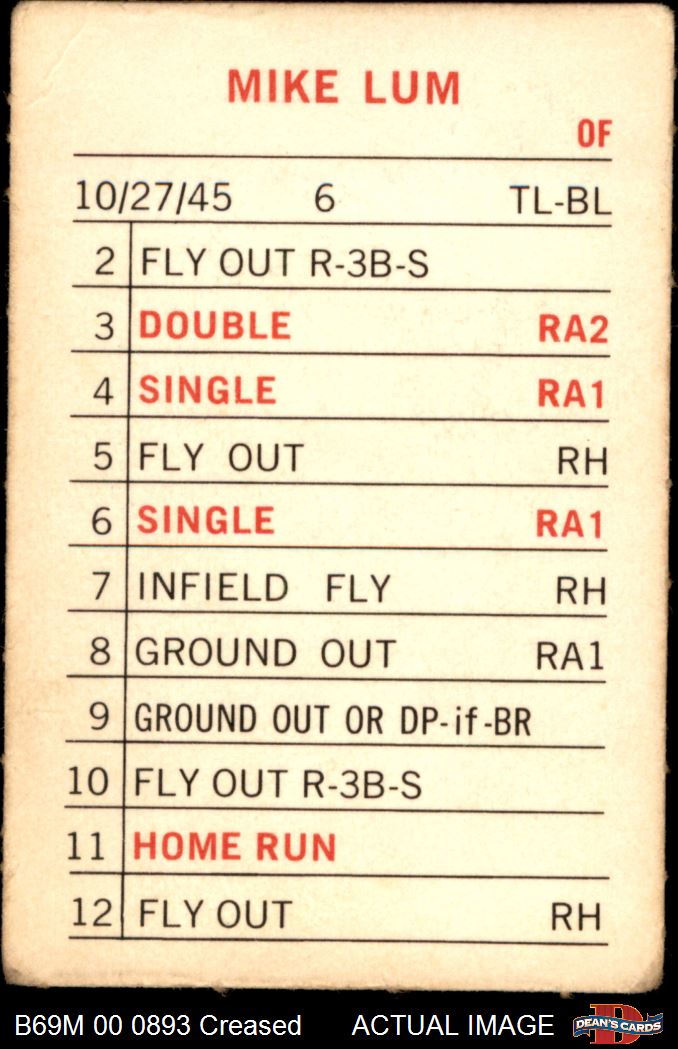 MIKE LUM
OF
10/27/45 6 TL-BL
2 FLY OUT R-3B-S
3 DOUBLE RA2
4 SINGLE RA1
5 FLY OUT RH
6 SINGLE RA1
7 INFIELD FLY RH
8 GROUND OUT RA1
9 GROUND OUT OR DP-if-BR
10 FLY OUT R-3B-S
11 HOME RUN
12 FLY OUT RH
B69M 00 0893 Creased ACTUAL IMAGE D DEAN'S CARDS